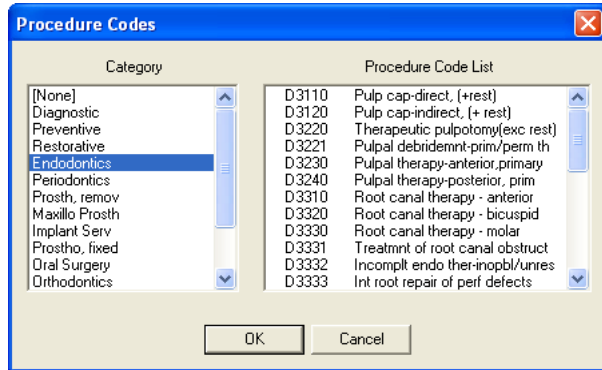 Procedure Codes
Category
[None]
Diagnostic
Preventive
Restorative
Endodontics
Periodontics
Prosth, remov
Maxillo Prosth
Implant Serv
Prostho, fixed
Oral Surgery
Orthodontics
Procedure Code List
D3110 Pulp cap-direct, (+rest)
D3120 Pulp cap-indirect, (+ rest)
D3220 Therapeutic pulpotomy(exc rest)
D3221 Pulpal debridemnt-prim/perm th
D3230 Pulpal therapy-anterior,primary
D3240 Pulpal therapy-posterior, prim
D3310 Root canal therapy - anterior
D3320 Root canal therapy - bicuspid
D3330 Root canal therapy - molar
D3331 Treatmnt of root canal obstruct
D3332 Incomplt endo ther-inopbl/unres
D3333 Int root repair of perf defects
OK
Cancel